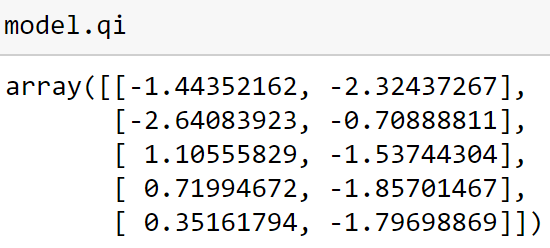 model.qi
array([[-1.44352162, -2.32437267],
[-2.64083923, -0.70888811],
[ 1.10555829, -1.53744304],
[ 0.71994672, -1.85701467],
[ 0.35161794, -1.79698869]])